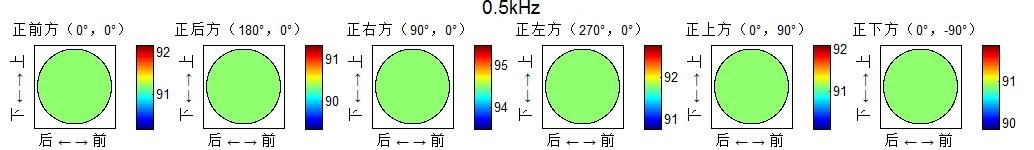 0.5kHz
正前方（0°，0°） 正后方（180°，0°） 正右方（90°，0°） 正左方（270°，0°） 正上方（0°，90°） 正下方（0°，-90°）
下 ←→ 上 下 ←→ 上 下 ←→ 上 下 ←→ 上 下 ←→ 上 下 ←→ 上
92 91 91 90 95 94 92 91 92 91 91 90
后 ←→ 前 后 ←→ 前 后 ←→ 前 后 ←→ 前 后 ←→ 前 后 ←→ 前